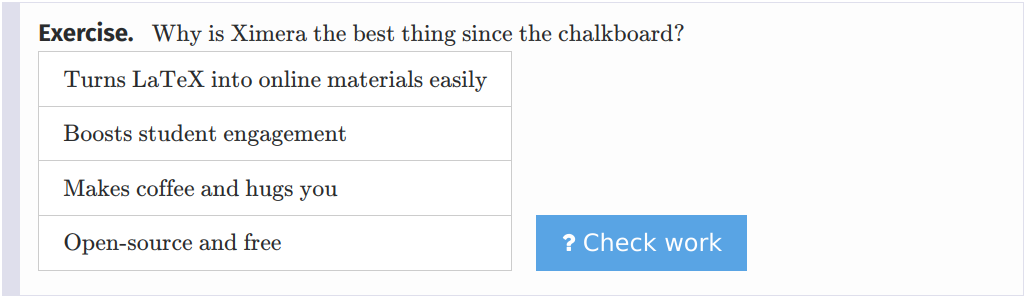 Exercise. Why is Ximera the best thing since the chalkboard?
Turns LaTeX into online materials easily
Boosts student engagement
Makes coffee and hugs you
Open-source and free
? Check work